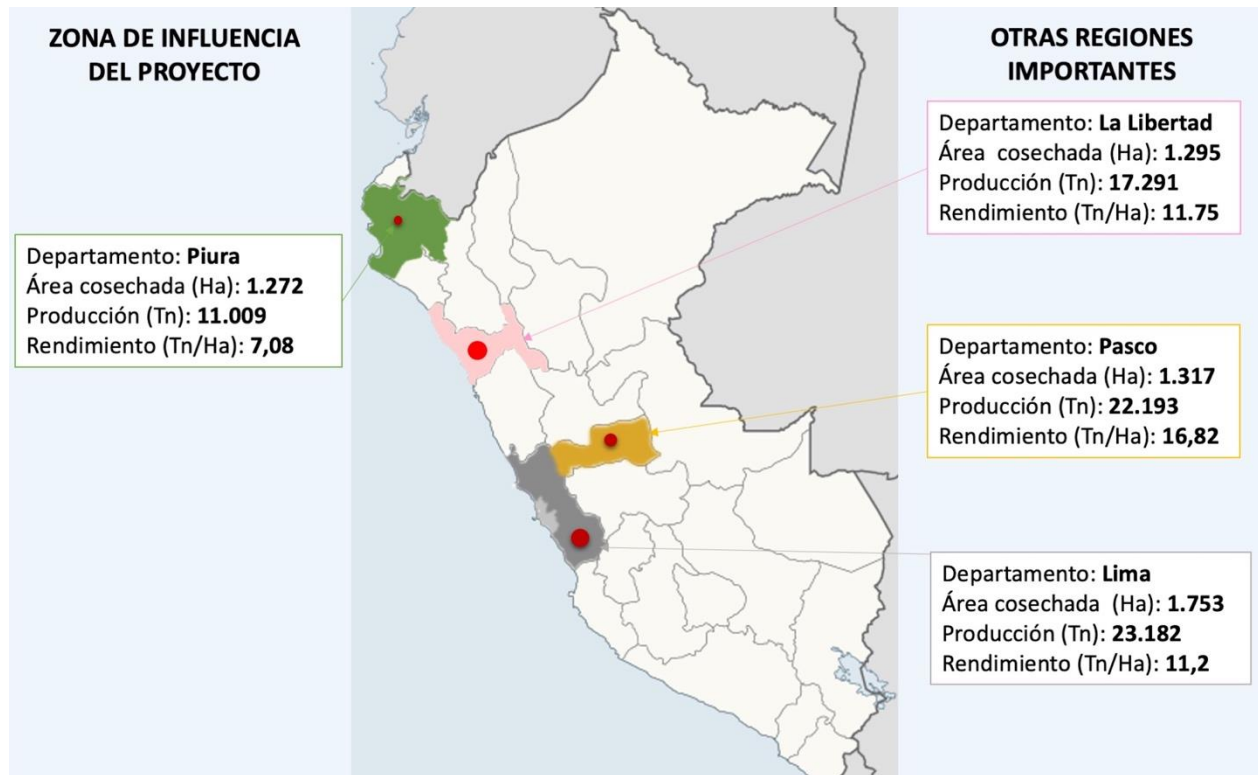 ZONA DE INFLUENCIA
DEL PROYECTO
Departamento: Piura
Área cosechada (Ha): 1.272
Producción (Tn): 11.009
Rendimiento (Tn/Ha): 7,08
OTRAS REGIONES
IMPORTANTES
Departamento: La Libertad
Área cosechada (Ha): 1.295
Producción (Tn): 17.291
Rendimiento (Tn/Ha): 11.75
Departamento: Pasco
Área cosechada (Ha): 1.317
Producción (Tn): 22.193
Rendimiento (Tn/Ha): 16,82
Departamento: Lima
Área cosechada (Ha): 1.753
Producción (Tn): 23.182
Rendimiento (Tn/Ha): 11,2